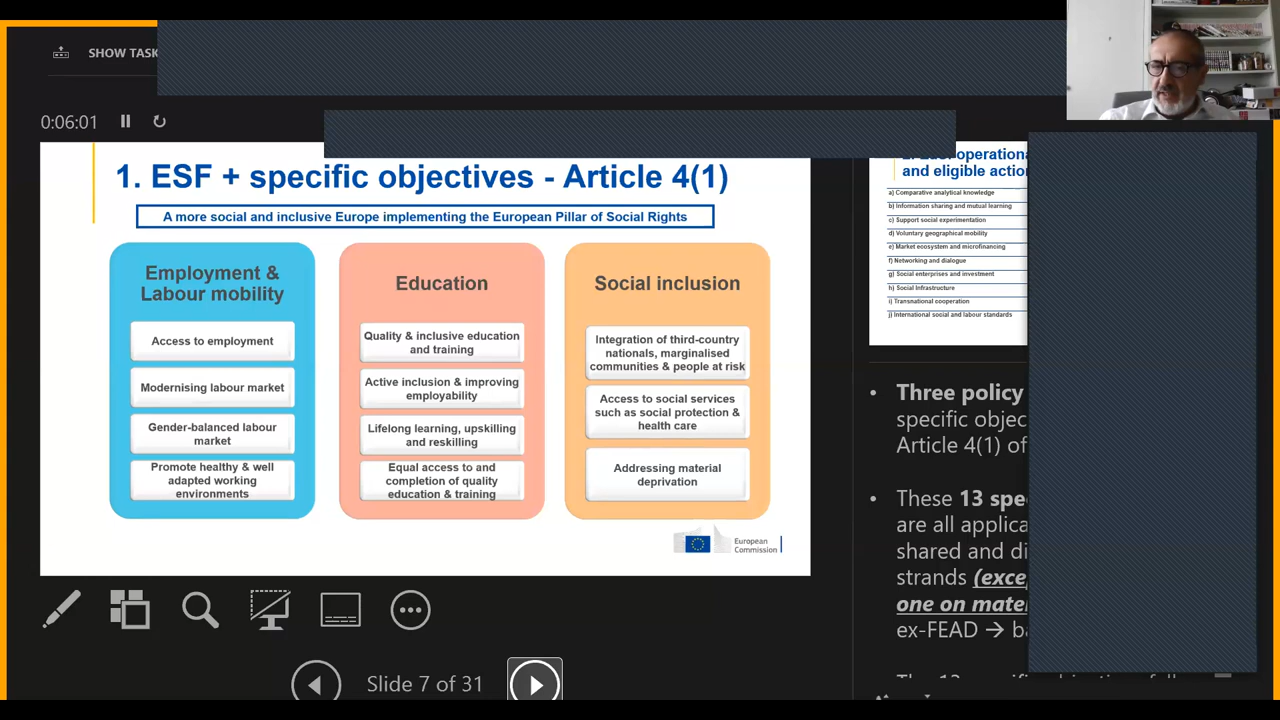 SHOW TASK
0:06:01
1. ESF + specific objectives - Article 4(1)
A more social and inclusive Europe implementing the European Pillar of Social Rights
Employment &
Labour mobility
Access to employment
Modernising labour market
Gender-balanced labour
market
Promote healthy & well
adapted working
environments
Education
Quality & inclusive education
and training
Active inclusion & improving
employability
Lifelong learning, upskilling
and reskilling
Equal access to and
completion of quality
education & training
Social inclusion
Integration of third-country
nationals, marginalised
communities & people at risk
Access to social services
such as social protection &
health care
Addressing material
deprivation
European
Commission
Slide 7 of 31
operationa
and eligible actio
a) Comparative analytical knowledge
b) Information sharing and mutual learning
c) Support social experimentation
d) Voluntary geographical mobility
e) Market ecosystem and microfinancing
f) Networking and dialogue
g) Social enterprises and investment
h) Social Infrastructure
i) Transnational cooperation
j) International social and labour standards
• Three policy
specific objec
Article 4(1) of
• These 13 spe
are all applica
shared and di
strands (exce
one on mate
ex-FEAD → ba